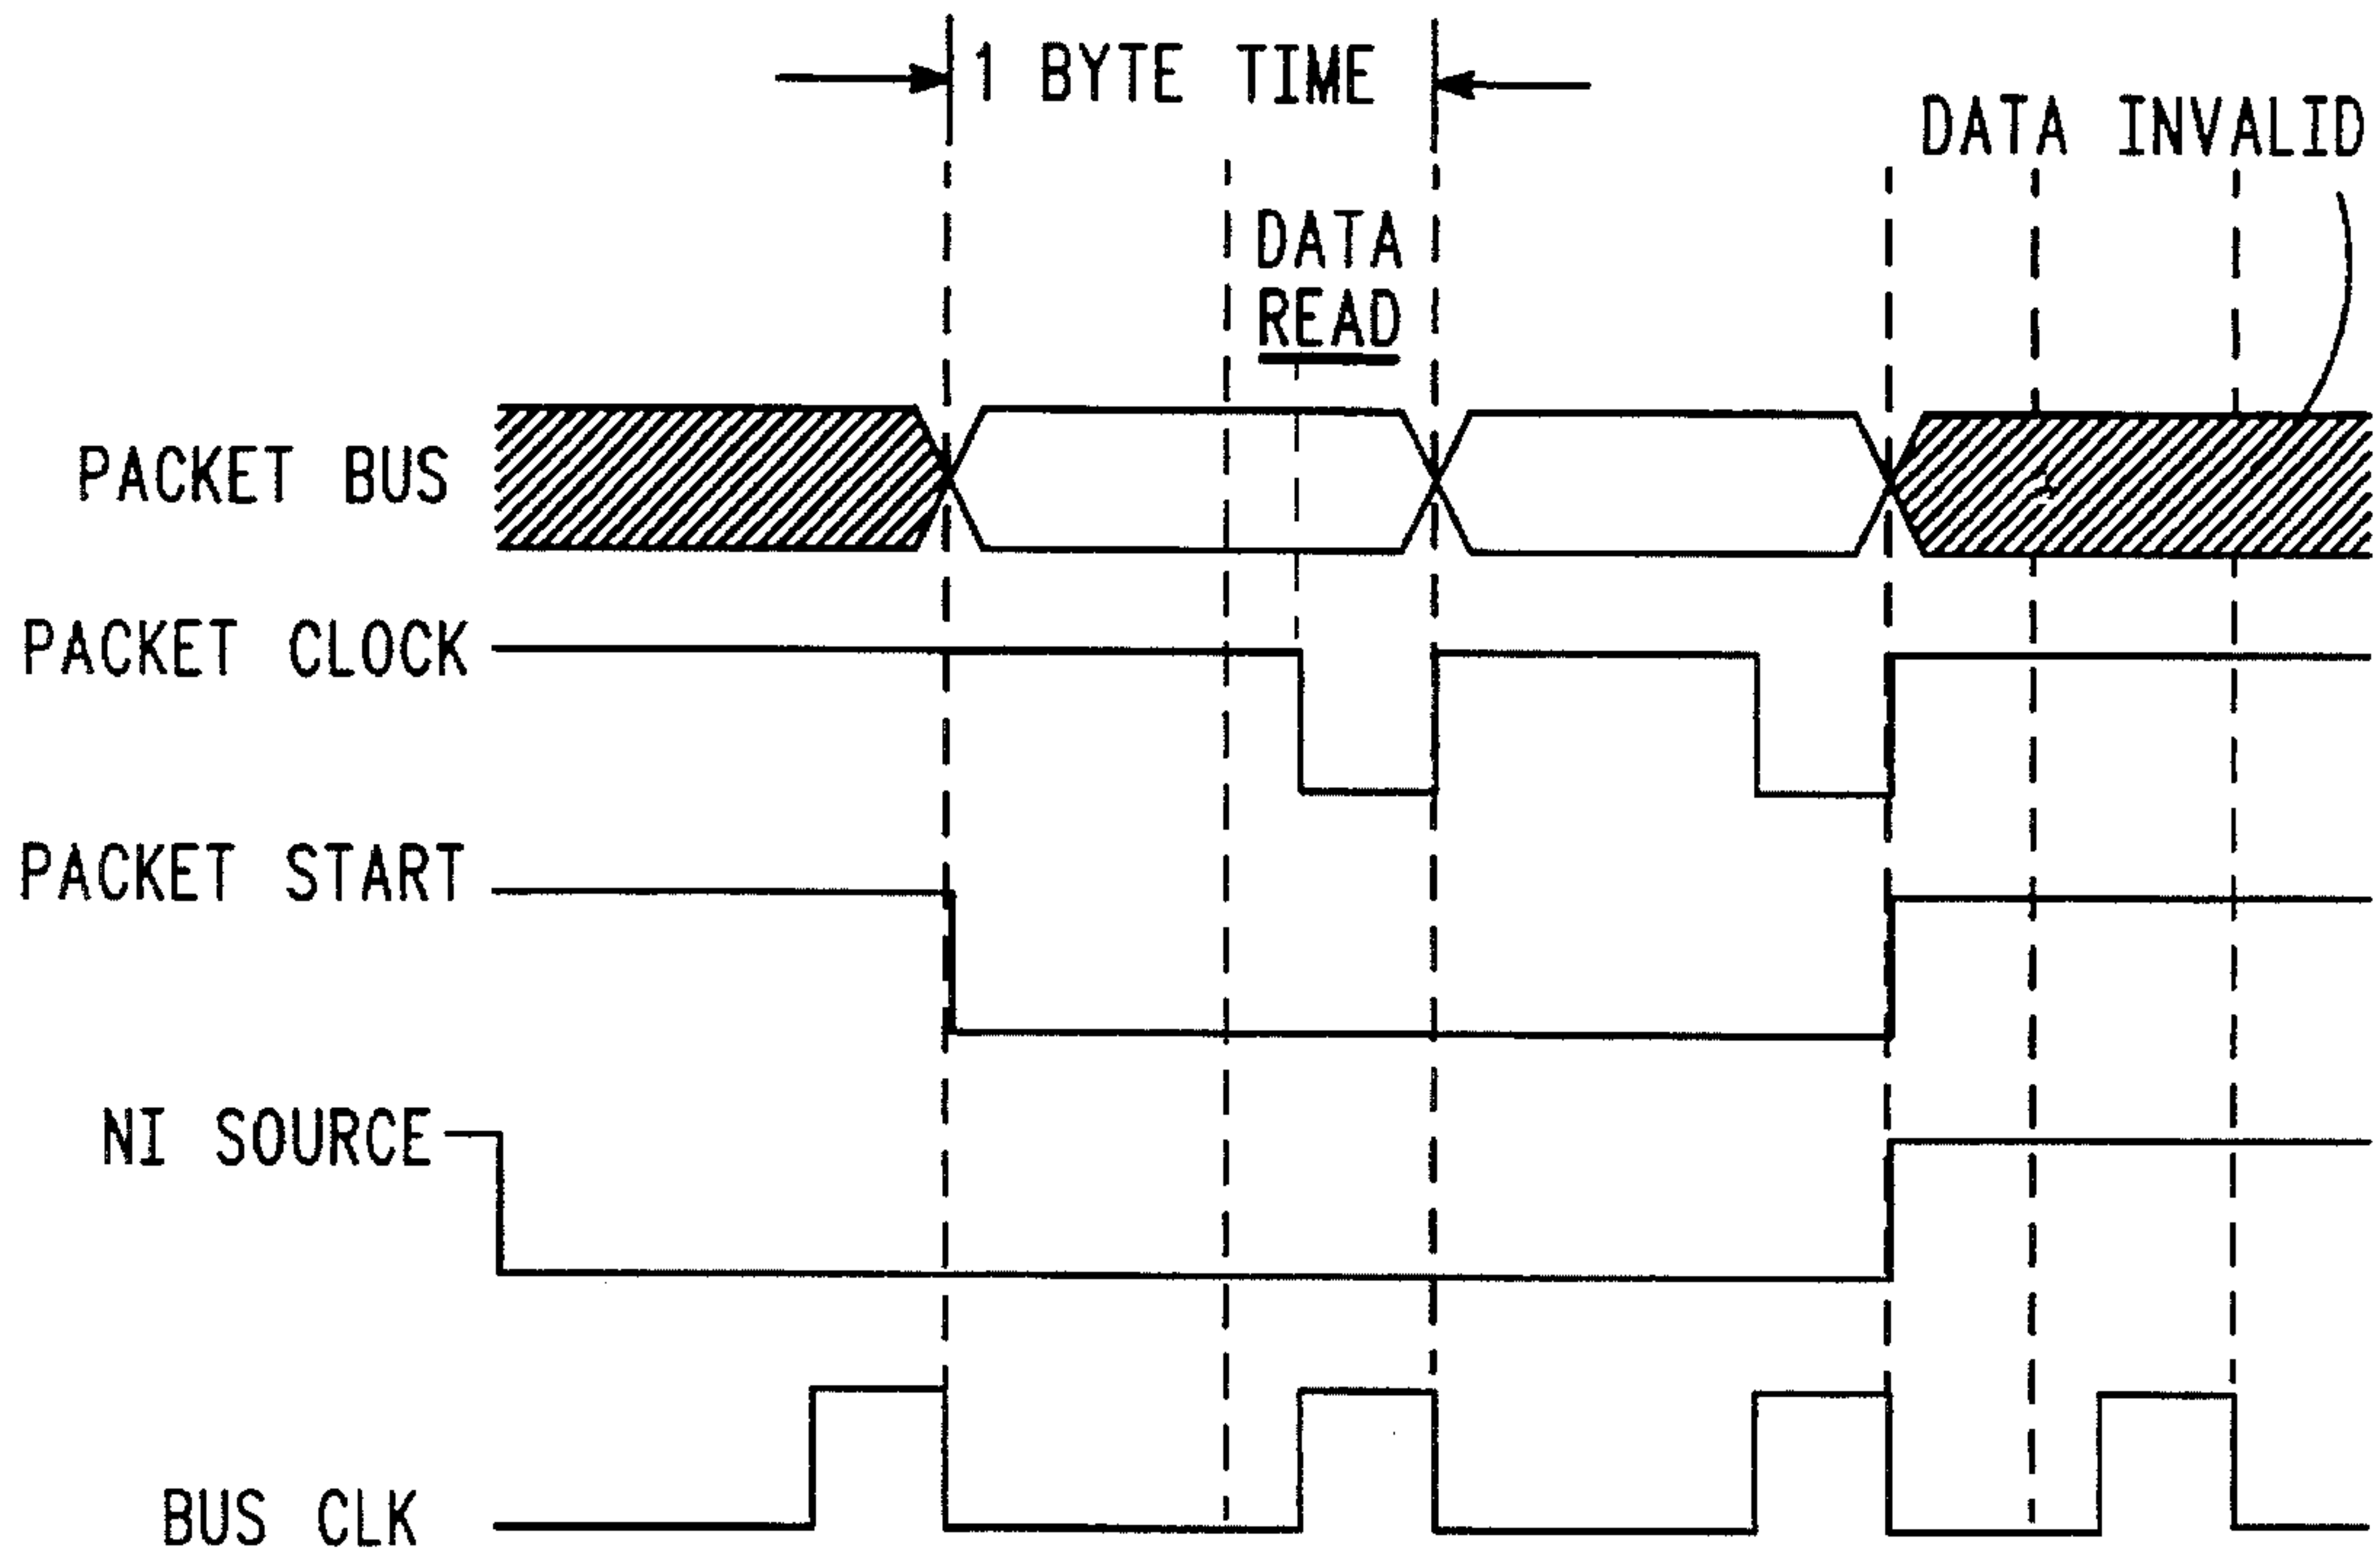 1 BYTE TIME
DATA INVALID
DATA
READ
PACKET BUS
PACKET CLOCK
PACKET START
NI SOURCE
BUS CLK